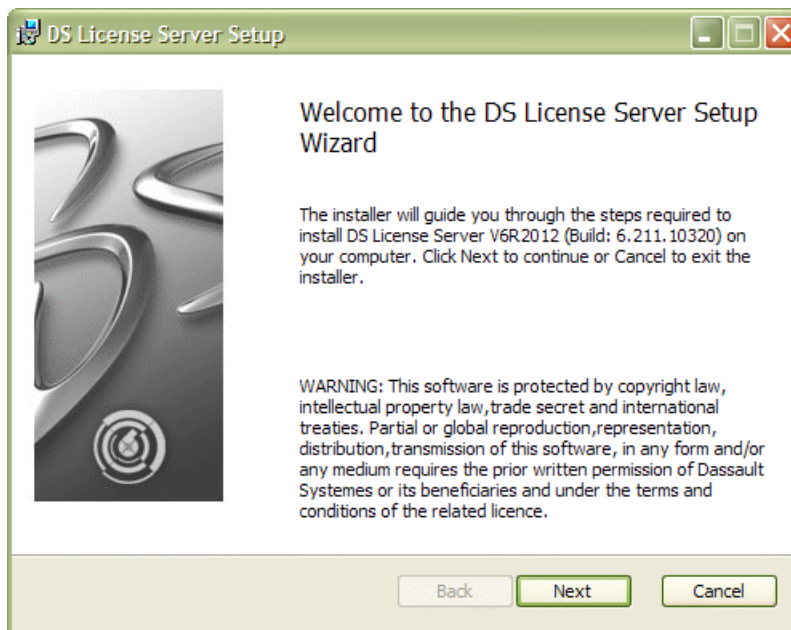 DS License Server Setup
Welcome to the DS License Server Setup
Wizard
The installer will guide you through the steps required to
install DS License Server V6R2012 (Build: 6.211.10320) on
your computer. Click Next to continue or Cancel to exit the
installer.
WARNING: This software is protected by copyright law,
intellectual property law,trade secret and international
treaties. Partial or global reproduction,representation,
distribution,transmission of this software, in any form and/or
any medium requires the prior written permission of Dassault
Systemes or its beneficiaries and under the terms and
conditions of the related licence.
Back
Next
Cancel